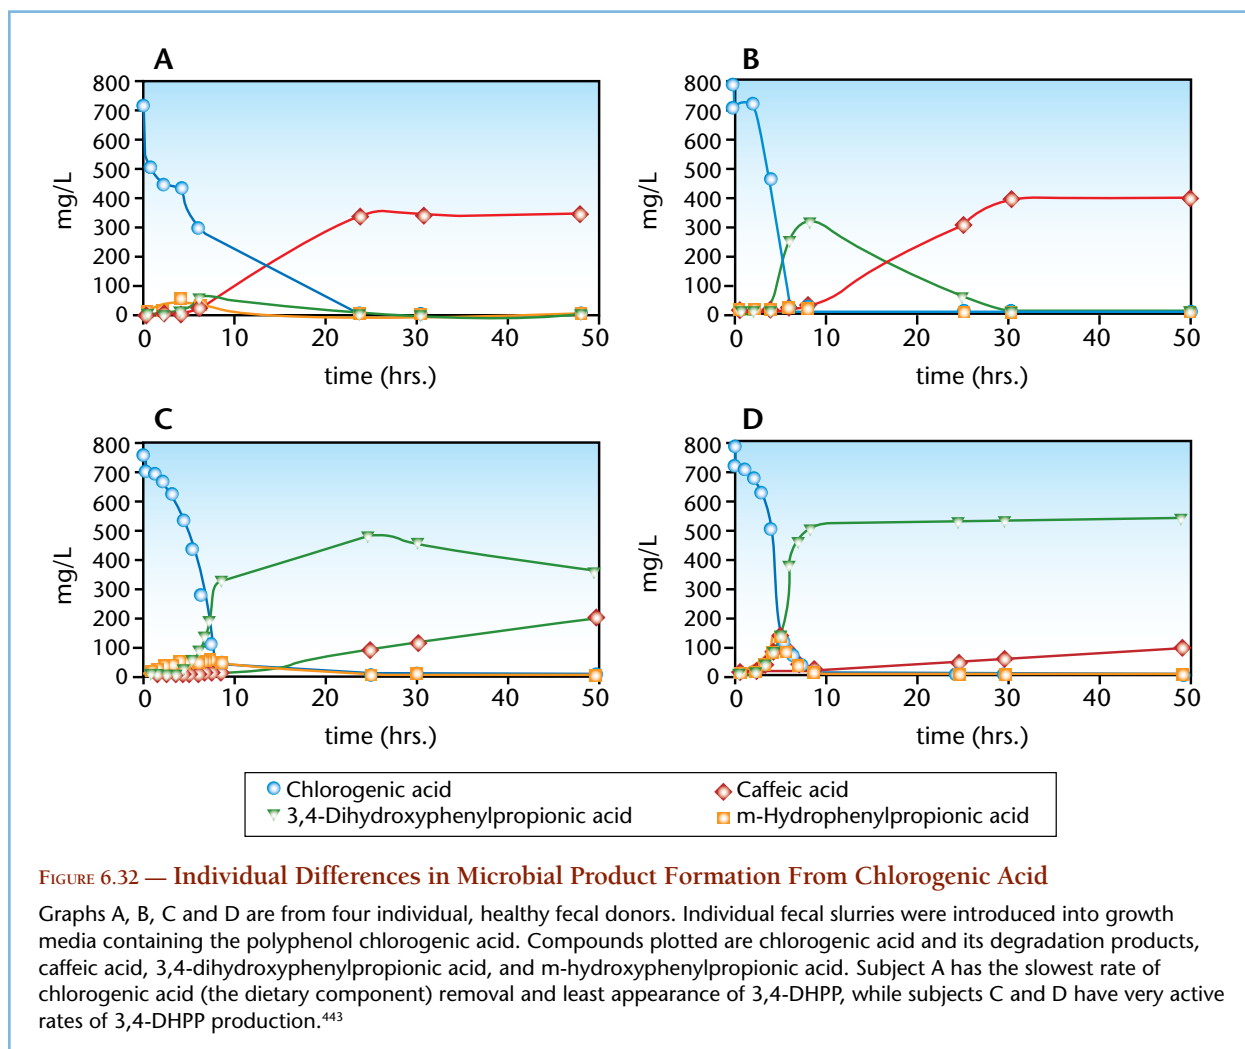 A
800
700
600
500
400
300
200
100
0
mg/L
0 10 20 30 40 50
time (hrs.)
B
800
700
600
500
400
300
200
100
0
mg/L
0 10 20 30 40 50
time (hrs.)
C
800
700
600
500
400
300
200
100
0
mg/L
0 10 20 30 40 50
time (hrs.)
D
800
700
600
500
400
300
200
100
0
mg/L
0 10 20 30 40 50
time (hrs.)
Chlorogenic acid
Caffeic acid
3,4-Dihydroxyphenylpropionic acid
m-Hydrophenylpropionic acid
FIGURE 6.32 — Individual Differences in Microbial Product Formation From Chlorogenic Acid
Graphs A, B, C and D are from four individual, healthy fecal donors. Individual fecal slurries were introduced into growth
media containing the polyphenol chlorogenic acid. Compounds plotted are chlorogenic acid and its degradation products,
caffeic acid, 3,4-dihydroxyphenylpropionic acid, and m-hydroxyphenylpropionic acid. Subject A has the slowest rate of
chlorogenic acid (the dietary component) removal and least appearance of 3,4-DHPP, while subjects C and D have very active
rates of 3,4-DHPP production.⁴⁴³